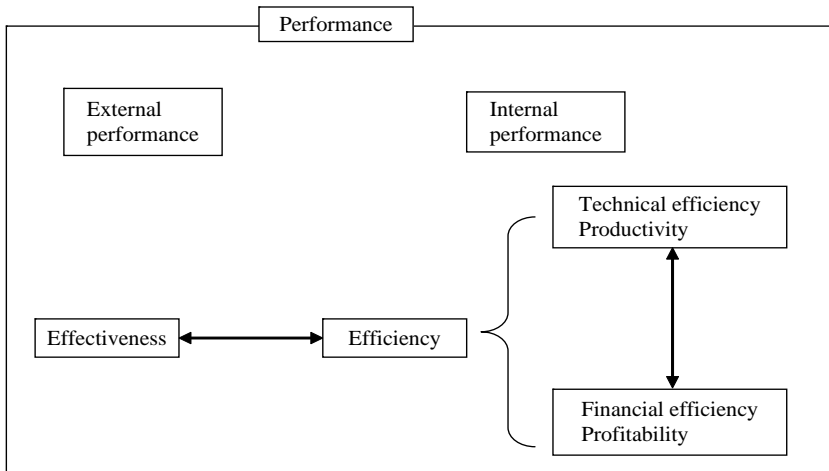 Performance
External
performance
Internal
performance
Technical efficiency
Productivity
Effectiveness
Efficiency
Financial efficiency
Profitability